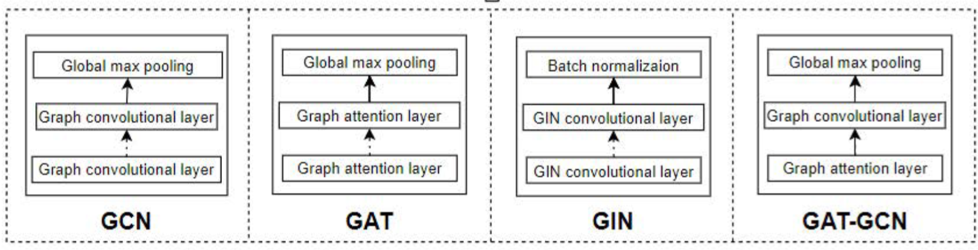 Global max pooling
Graph convolutional layer
Graph convolutional layer
GCN
Global max pooling
Graph attention layer
Graph attention layer
GAT
Batch normalizaion
GIN convolutional layer
GIN convolutional layer
GIN
Global max pooling
Graph convolutional layer
Graph attention layer
GAT-GCN